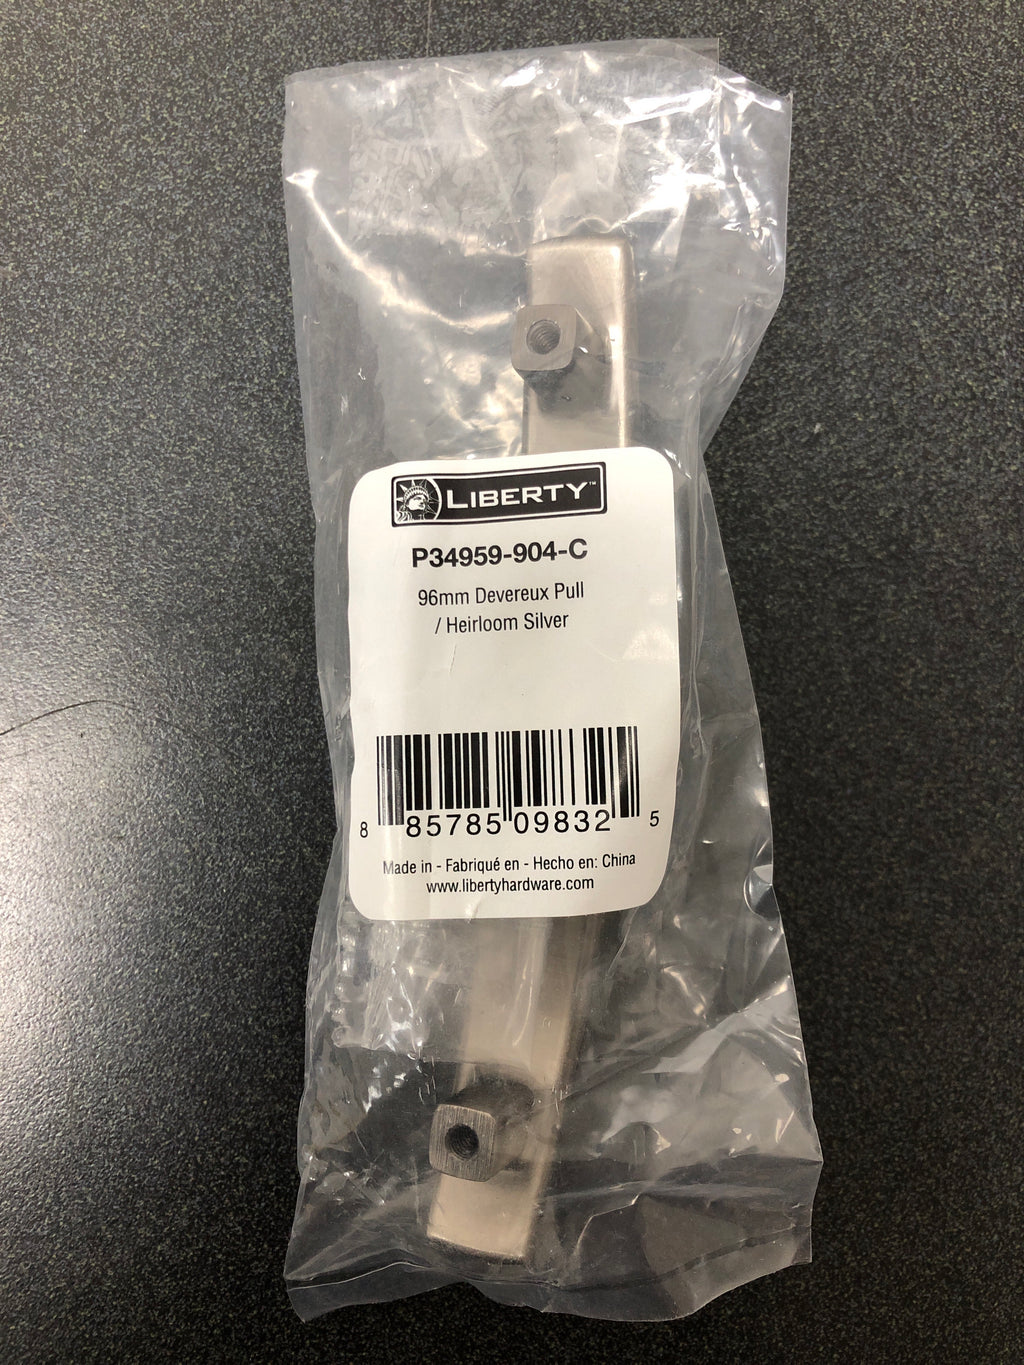 LIBERTY™
P34959-904-C
96mm Devereux Pull
/ Heirloom Silver
8 85785 09832 5
Made in - Fabriqué en - Hecho en: China
www.libertyhardware.com